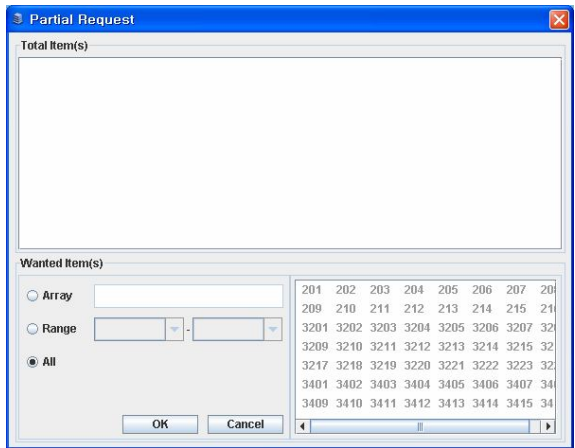 Partial Request
Total Item(s)
Wanted Item(s)
Array
Range -
All
OK Cancel
201 202 203 204 205 206 207
209 210 211 212 213 214 215
3201 3202 3203 3204 3205 3206 3207
3209 3210 3211 3212 3213 3214 3215
3217 3218 3219 3220 3221 3222 3223
3401 3402 3403 3404 3405 3406 3407
3409 3410 3411 3412 3413 3414 3415